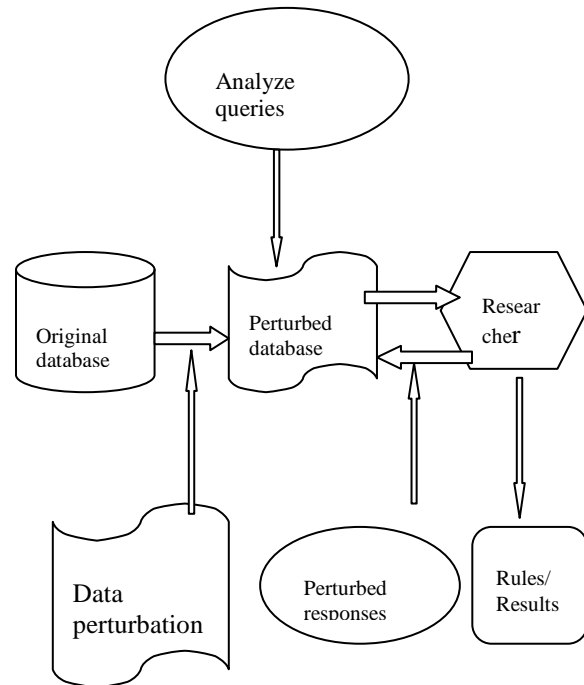 Analyze
queries
Original
database
Perturbed
database
Resear
cher
Data
perturbation
Perturbed
responses
Rules/
Results